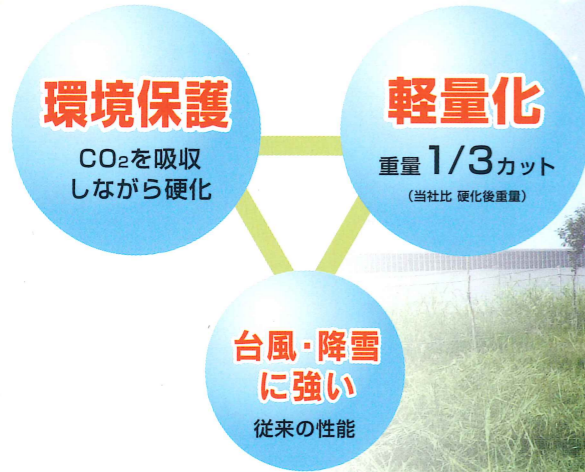 環境保護
CO₂を吸収
しながら硬化
軽量化
重量1/3カット
(当社比 硬化後重量)
台風・降雪
に強い
従来の性能